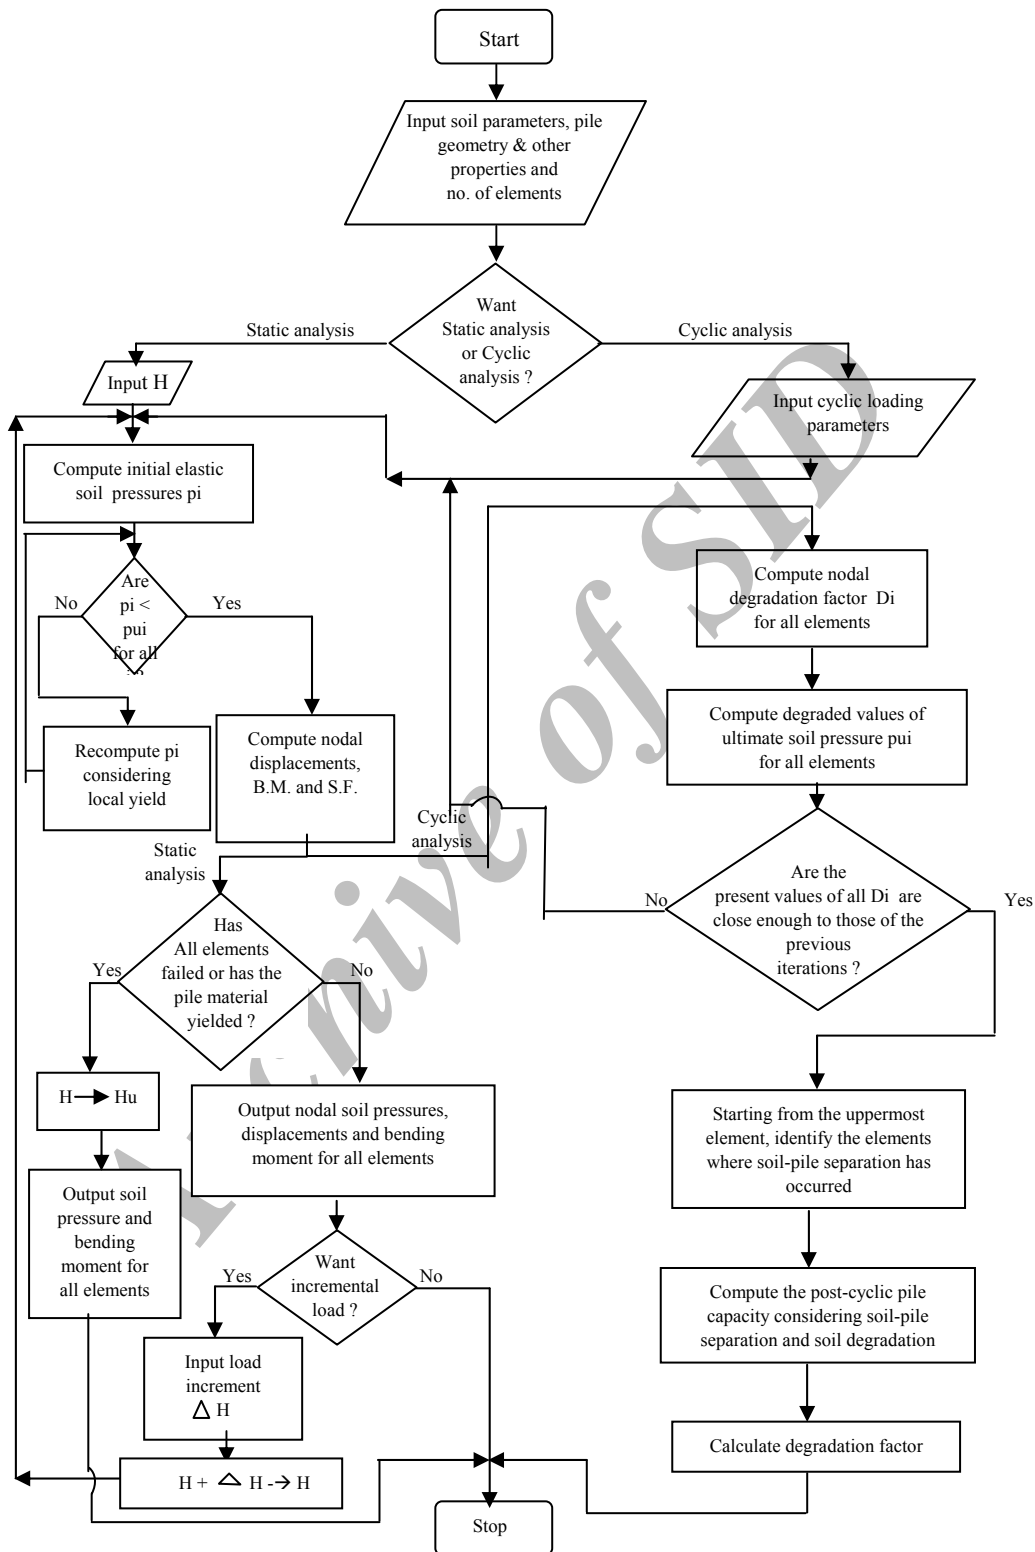 Start
Input soil parameters, pile
geometry & other
properties and
no. of elements
Want
Static analysis
or Cyclic
analysis ?
Static analysis
Cyclic analysis
Input H
Input cyclic loading
parameters
Compute initial elastic
soil pressures pi
Are
pi <
pui
for all
No
Yes
Compute nodal
degradation factor Di
for all elements
Recompute pi
considering
local yield
Compute nodal
displacements,
B.M. and S.F.
Compute degraded values of
ultimate soil pressure pui
for all elements
Static
analysis
Cyclic
analysis
Are the
present values of all Di are
close enough to those of the
previous
iterations ?
No
Yes
Has
All elements
failed or has the
pile material
yielded ?
Yes
No
H → Hu
Output nodal soil pressures,
displacements and bending
moment for all elements
Starting from the uppermost
element, identify the elements
where soil-pile separation has
occurred
Output soil
pressure and
bending
moment for
all elements
Want
incremental
load ?
Yes
No
Compute the post-cyclic pile
capacity considering soil-pile
separation and soil degradation
Input load
increment
△ H
Calculate degradation factor
H + △ H -→ H
Stop
Archive of SID